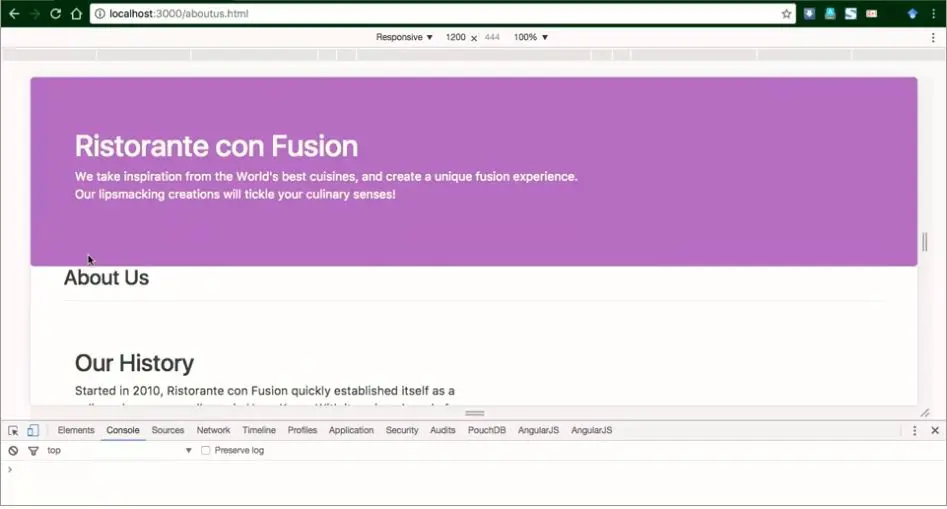 localhost:3000/aboutus.html
Responsive ▼ 1200 x 444 100% ▼
Ristorante con Fusion
We take inspiration from the World's best cuisines, and create a unique fusion experience.
Our lipsmacking creations will tickle your culinary senses!
About Us
Our History
Started in 2010, Ristorante con Fusion quickly established itself as a
Elements Console Sources Network Timeline Profiles Application Security Audits PouchDB AngularJS AngularJS
top ▼ Preserve log